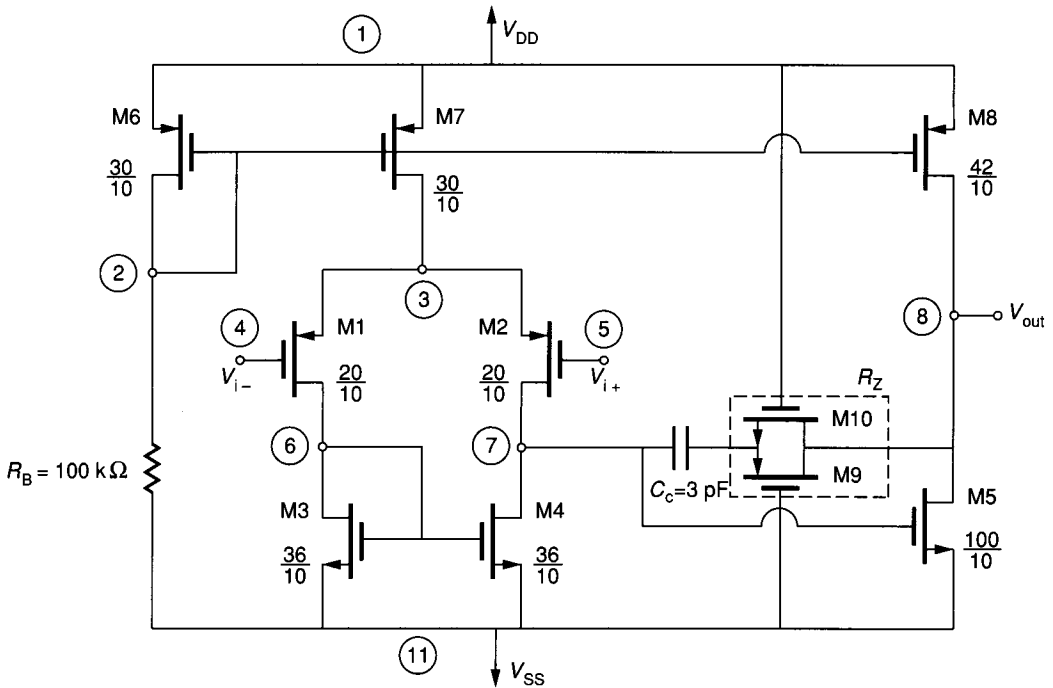 1
V_DD
M6
M7
M8
30/10
30/10
42/10
2
3
4
M1
M2
5
8
V_out
V_i−
20/10
20/10
V_i+
R_Z
M10
6
7
R_B = 100 kΩ
C_c=3 pF
M9
M3
M4
M5
36/10
36/10
100/10
11
V_SS